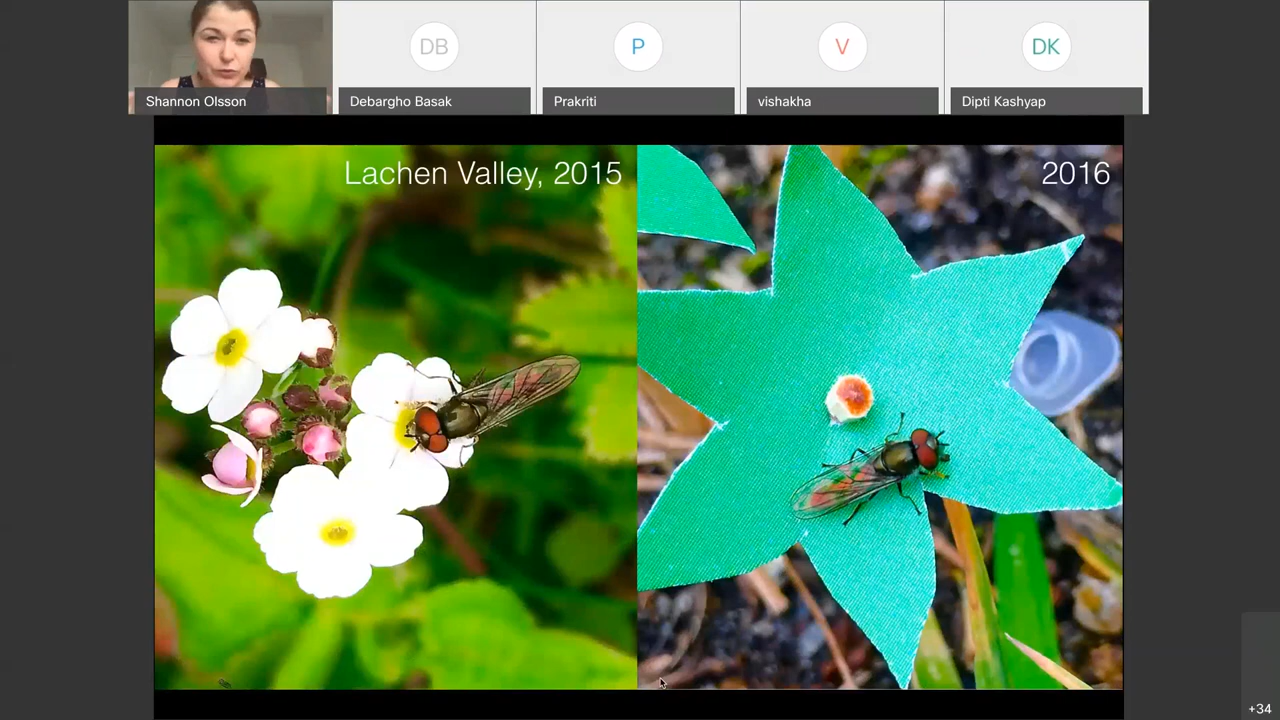 DB
P
V
DK
Shannon Olsson
Debargho Basak
Prakriti
vishakha
Dipti Kashyap
Lachen Valley, 2015
2016
+34